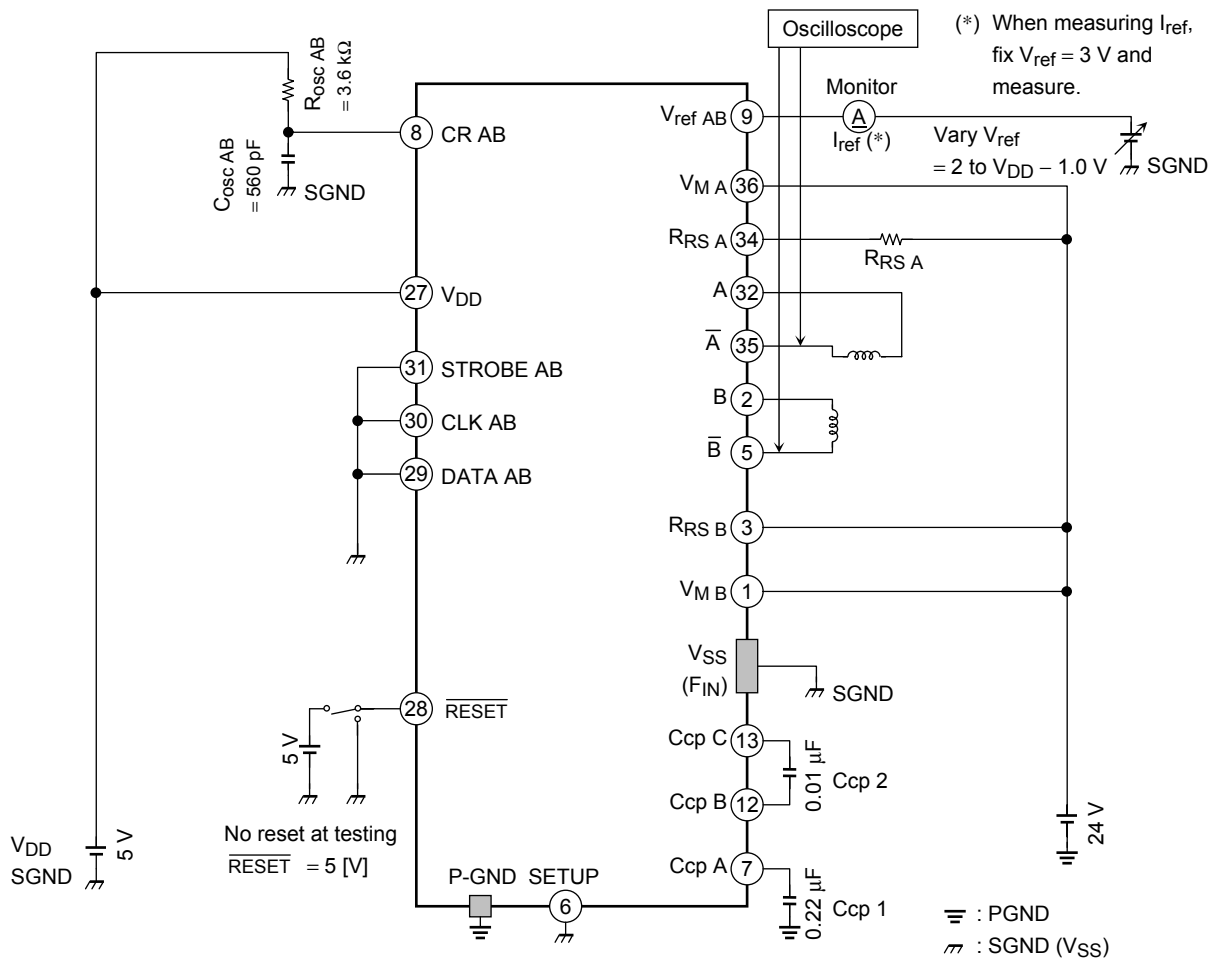 Oscilloscope
(*) When measuring Iref,
fix Vref = 3 V and
measure.
Rosc AB
= 3.6 kΩ
Cosc AB
= 560 pF
SGND
8 CR AB
Vref AB 9
Monitor
A
Iref (*)
Vary Vref
= 2 to VDD – 1.0 V
SGND
VM A 36
RRS A 34
RRS A
A 32
A̅ 35
B 2
B̅ 5
27 VDD
31 STROBE AB
30 CLK AB
29 DATA AB
RRS B 3
VM B 1
VSS
(FIN)
SGND
28 R̅E̅S̅E̅T̅
5 V
No reset at testing
R̅E̅S̅E̅T̅ = 5 [V]
Ccp C 13
0.01 µF
Ccp 2
Ccp B 12
Ccp A 7
0.22 µF
Ccp 1
24 V
VDD
SGND
5 V
P-GND SETUP
6
: PGND
: SGND (VSS)